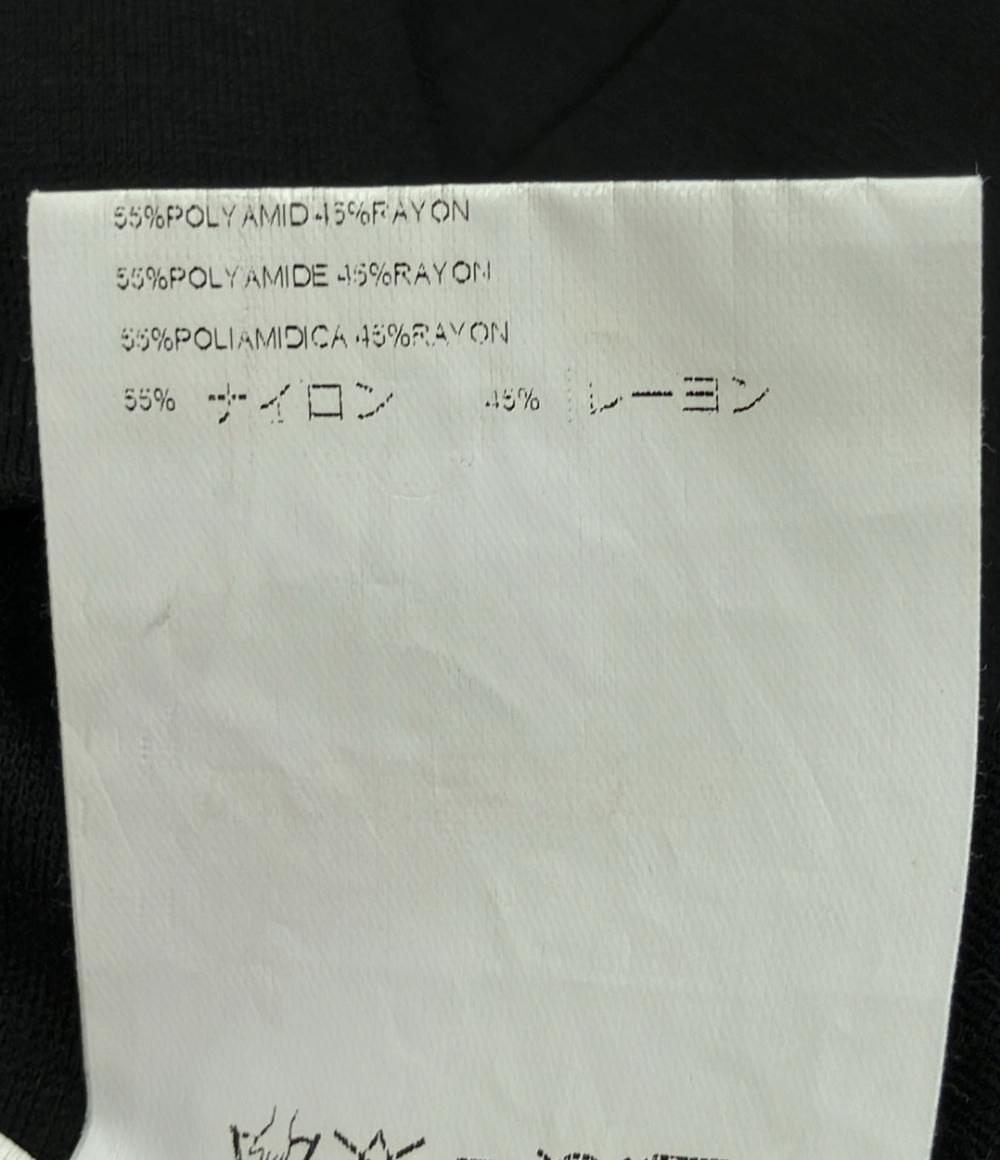 55%POLYAMID 45%RAYON
55%POLYAMIDE 45%RAYON
55%POLIAMIDICA 45%RAYON
55% ナイロン 45% レーヨン